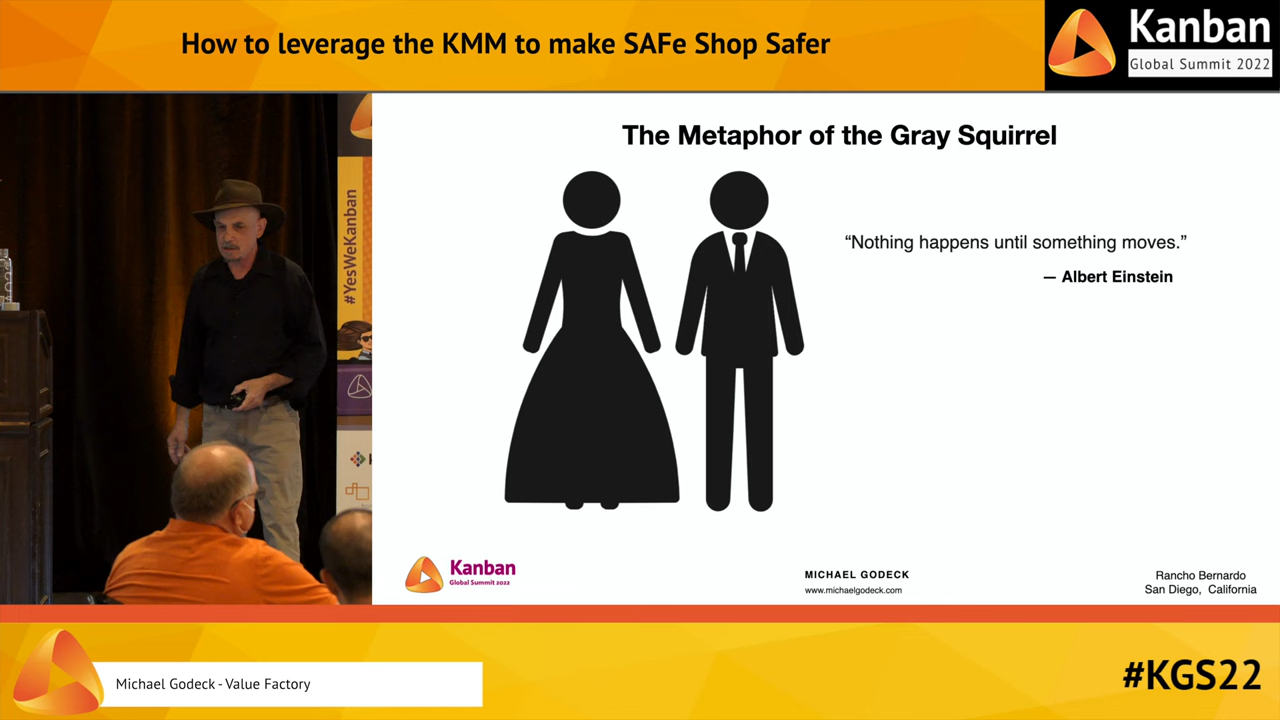 How to leverage the KMM to make SAFe Shop Safer
Kanban
Global Summit 2022
#YesWeKanban
The Metaphor of the Gray Squirrel
“Nothing happens until something moves.”
— Albert Einstein
Kanban
Global Summit 2022
MICHAEL GODECK
www.michaelgodeck.com
Rancho Bernardo
San Diego, California
Michael Godeck - Value Factory
#KGS22